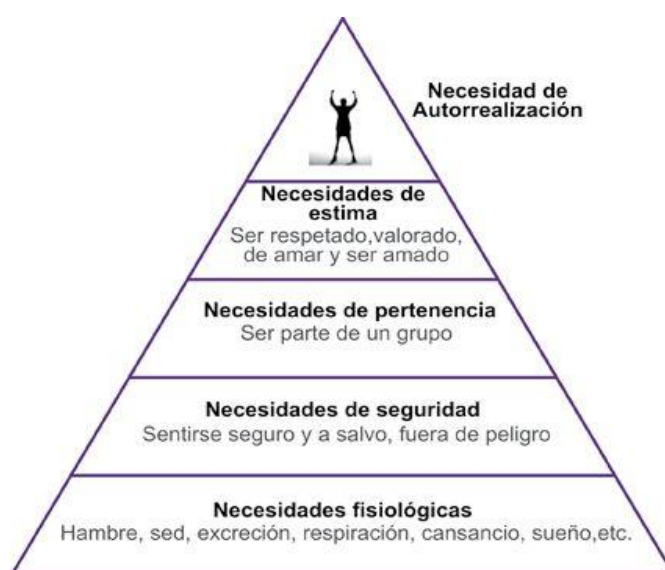 Necesidad de
Autorrealización
Necesidades de
estima
Ser respetado,valorado,
de amar y ser amado
Necesidades de pertenencia
Ser parte de un grupo
Necesidades de seguridad
Sentirse seguro y a salvo, fuera de peligro
Necesidades fisiológicas
Hambre, sed, excreción, respiración, cansancio, sueño,etc.